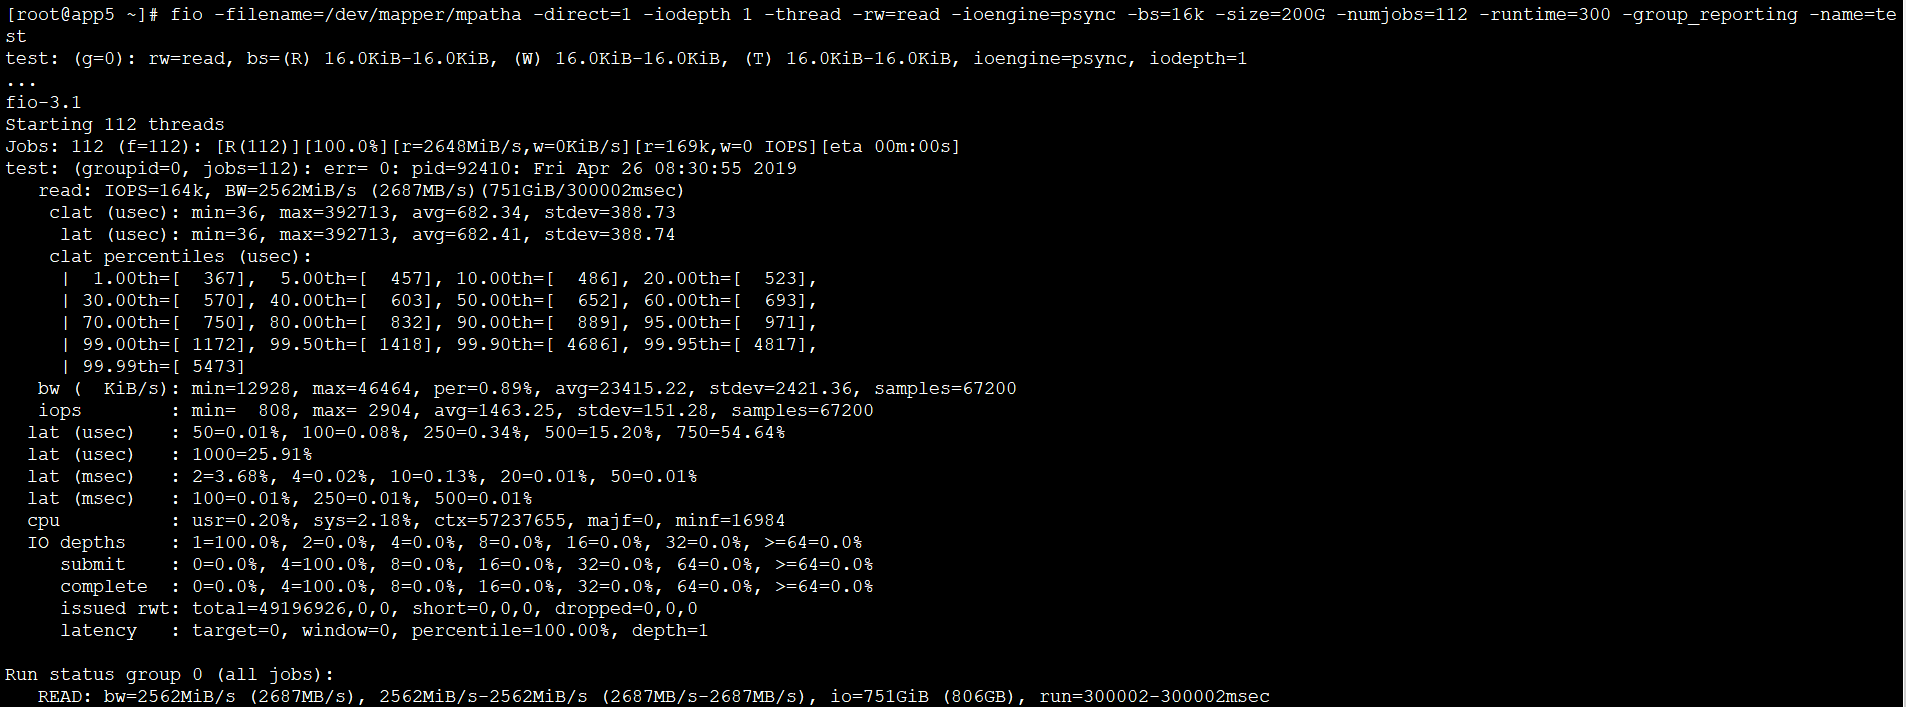 [root@app5 ~]# fio -filename=/dev/mapper/mpatha -direct=1 -iodepth 1 -thread -rw=read -ioengine=psync -bs=16k -size=200G -numjobs=112 -runtime=300 -group_reporting -name=te
st
test: (g=0): rw=read, bs=(R) 16.0KiB-16.0KiB, (W) 16.0KiB-16.0KiB, (T) 16.0KiB-16.0KiB, ioengine=psync, iodepth=1
...
fio-3.1
Starting 112 threads
Jobs: 112 (f=112): [R(112)][100.0%][r=2648MiB/s,w=0KiB/s][r=169k,w=0 IOPS][eta 00m:00s]
test: (groupid=0, jobs=112): err= 0: pid=92410: Fri Apr 26 08:30:55 2019
   read: IOPS=164k, BW=2562MiB/s (2687MB/s)(751GiB/300002msec)
    clat (usec): min=36, max=392713, avg=682.34, stdev=388.73
     lat (usec): min=36, max=392713, avg=682.41, stdev=388.74
    clat percentiles (usec):
     |  1.00th=[  367],  5.00th=[  457], 10.00th=[  486], 20.00th=[  523],
     | 30.00th=[  570], 40.00th=[  603], 50.00th=[  652], 60.00th=[  693],
     | 70.00th=[  750], 80.00th=[  832], 90.00th=[  889], 95.00th=[  971],
     | 99.00th=[ 1172], 99.50th=[ 1418], 99.90th=[ 4686], 99.95th=[ 4817],
     | 99.99th=[ 5473]
   bw (  KiB/s): min=12928, max=46464, per=0.89%, avg=23415.22, stdev=2421.36, samples=67200
   iops        : min=  808, max= 2904, avg=1463.25, stdev=151.28, samples=67200
  lat (usec)   : 50=0.01%, 100=0.08%, 250=0.34%, 500=15.20%, 750=54.64%
  lat (usec)   : 1000=25.91%
  lat (msec)   : 2=3.68%, 4=0.02%, 10=0.13%, 20=0.01%, 50=0.01%
  lat (msec)   : 100=0.01%, 250=0.01%, 500=0.01%
  cpu          : usr=0.20%, sys=2.18%, ctx=57237655, majf=0, minf=16984
  IO depths    : 1=100.0%, 2=0.0%, 4=0.0%, 8=0.0%, 16=0.0%, 32=0.0%, >=64=0.0%
     submit    : 0=0.0%, 4=100.0%, 8=0.0%, 16=0.0%, 32=0.0%, 64=0.0%, >=64=0.0%
     complete  : 0=0.0%, 4=100.0%, 8=0.0%, 16=0.0%, 32=0.0%, 64=0.0%, >=64=0.0%
     issued rwt: total=49196926,0,0, short=0,0,0, dropped=0,0,0
     latency   : target=0, window=0, percentile=100.00%, depth=1

Run status group 0 (all jobs):
   READ: bw=2562MiB/s (2687MB/s), 2562MiB/s-2562MiB/s (2687MB/s-2687MB/s), io=751GiB (806GB), run=300002-300002msec